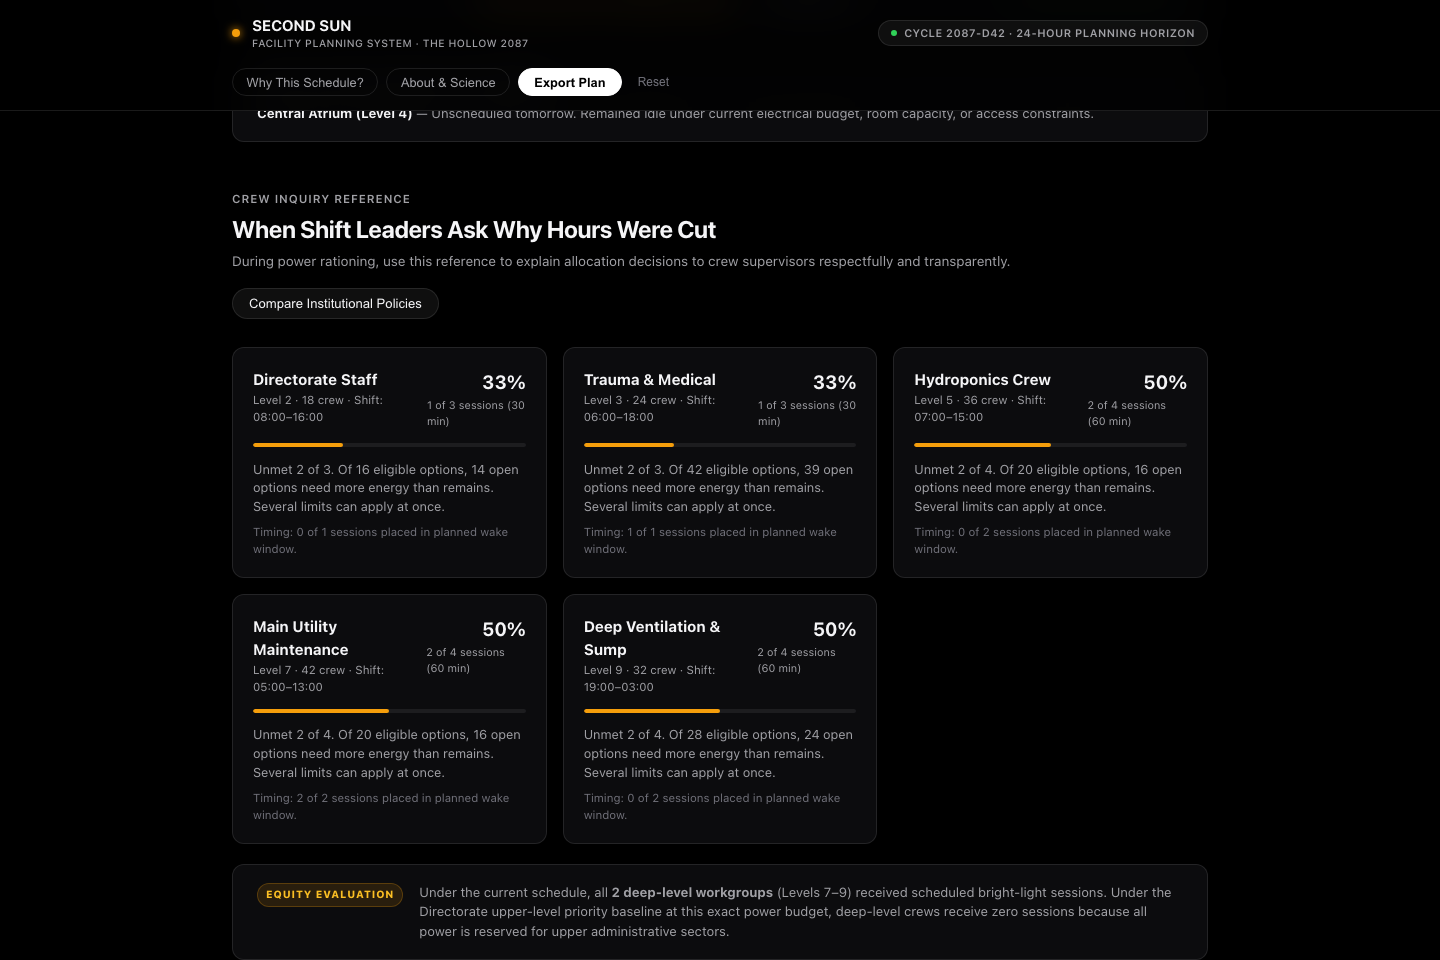 SECOND SUN
FACILITY PLANNING SYSTEM · THE HOLLOW 2087
CYCLE 2087-D42 · 24-HOUR PLANNING HORIZON
Why This Schedule?
About & Science
Export Plan
Reset
Central Atrium (Level 4) — Unscheduled tomorrow. Remained idle under current electrical budget, room capacity, or access constraints.
CREW INQUIRY REFERENCE
When Shift Leaders Ask Why Hours Were Cut
During power rationing, use this reference to explain allocation decisions to crew supervisors respectfully and transparently.
Compare Institutional Policies
Directorate Staff
Level 2 · 18 crew · Shift:
08:00–16:00
33%
1 of 3 sessions (30
min)
Unmet 2 of 3. Of 16 eligible options, 14 open
options need more energy than remains.
Several limits can apply at once.
Timing: 0 of 1 sessions placed in planned wake
window.
Trauma & Medical
Level 3 · 24 crew · Shift:
06:00–18:00
33%
1 of 3 sessions (30
min)
Unmet 2 of 3. Of 42 eligible options, 39 open
options need more energy than remains.
Several limits can apply at once.
Timing: 1 of 1 sessions placed in planned wake
window.
Hydroponics Crew
Level 5 · 36 crew · Shift:
07:00–15:00
50%
2 of 4 sessions
(60 min)
Unmet 2 of 4. Of 20 eligible options, 16 open
options need more energy than remains.
Several limits can apply at once.
Timing: 0 of 2 sessions placed in planned wake
window.
Main Utility
Maintenance
Level 7 · 42 crew · Shift:
05:00–13:00
50%
2 of 4 sessions
(60 min)
Unmet 2 of 4. Of 20 eligible options, 16 open
options need more energy than remains.
Several limits can apply at once.
Timing: 2 of 2 sessions placed in planned wake
window.
Deep Ventilation &
Sump
Level 9 · 32 crew · Shift:
19:00–03:00
50%
2 of 4 sessions
(60 min)
Unmet 2 of 4. Of 28 eligible options, 24 open
options need more energy than remains.
Several limits can apply at once.
Timing: 0 of 2 sessions placed in planned wake
window.
EQUITY EVALUATION
Under the current schedule, all 2 deep-level workgroups (Levels 7–9) received scheduled bright-light sessions. Under the
Directorate upper-level priority baseline at this exact power budget, deep-level crews receive zero sessions because all
power is reserved for upper administrative sectors.